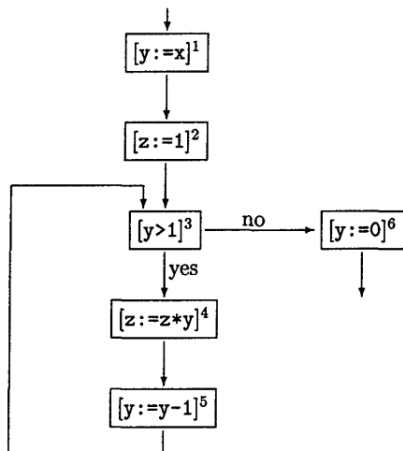 [y:=x]¹
[z:=1]²
[y>1]³ no [y:=0]⁶
yes
[z:=z*y]⁴
[y:=y-1]⁵